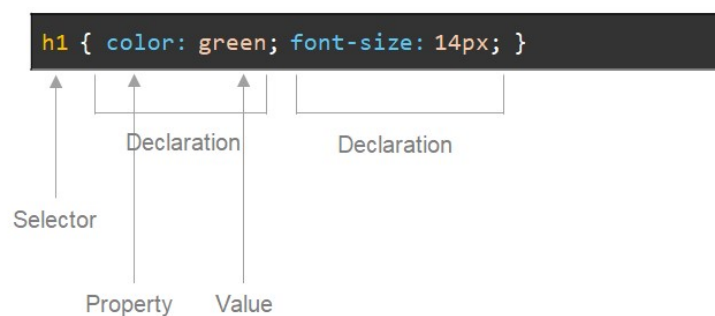 h1 { color: green; font-size: 14px; }
Declaration Declaration
Selector
Property Value